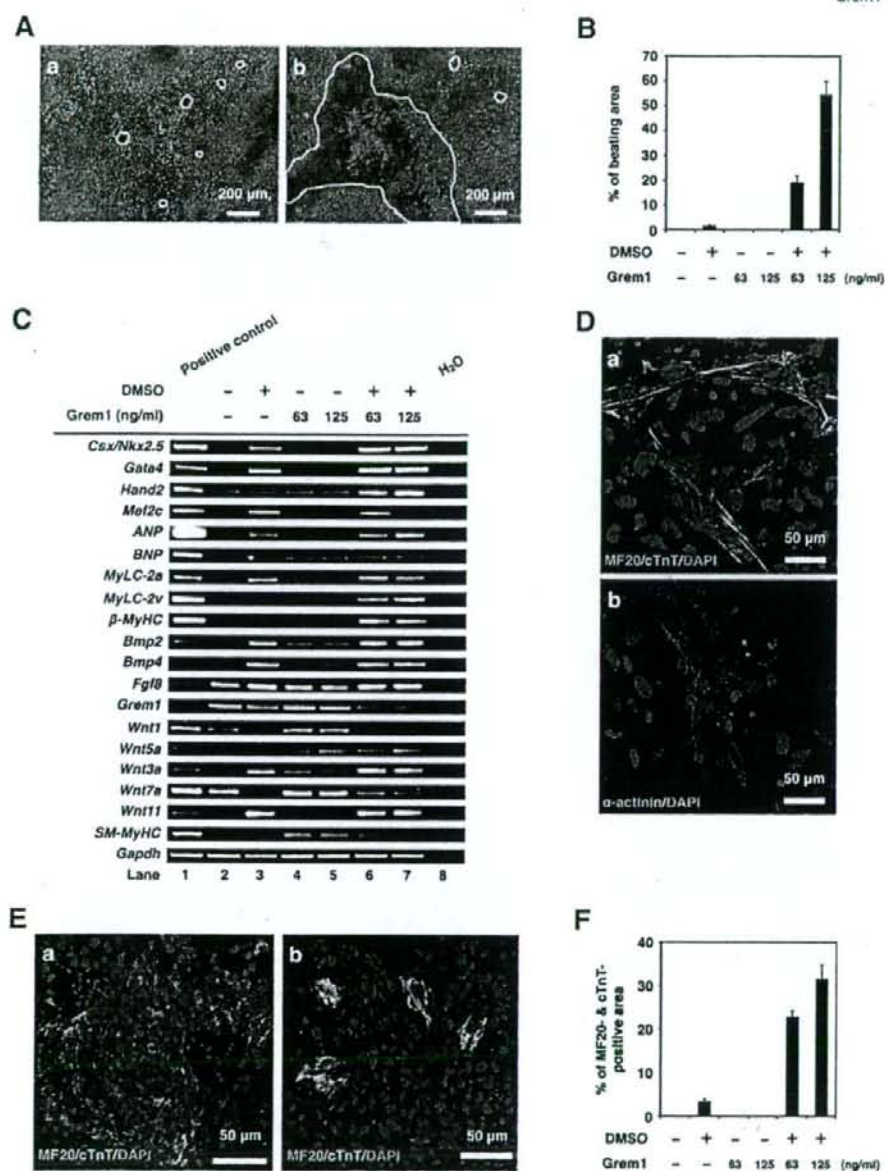 Grem1
A
a
b
200 µm
200 µm
B
% of beating area
70
60
50
40
30
20
10
0
DMSO - + - - + +
Grem1 - - 63 125 63 125 (ng/ml)
C
Positive control
H₂O
DMSO - + - - + +
Grem1 (ng/ml) - - 63 125 63 125
Csx/Nkx2.5
Gata4
Hand2
Mef2c
ANP
BNP
MyLC-2a
MyLC-2v
β-MyHC
Bmp2
Bmp4
Fgf8
Grem1
Wnt1
Wnt5a
Wnt3a
Wnt7a
Wnt11
SM-MyHC
Gapdh
Lane 1 2 3 4 5 6 7 8
D
a
50 µm
MF20/cTnT/DAPI
b
50 µm
α-actinin/DAPI
E
a
50 µm
MF20/cTnT/DAPI
b
50 µm
MF20/cTnT/DAPI
F
% of MF20- & cTnT-
positive area
40
30
20
10
0
DMSO - + - - + +
Grem1 - - 63 125 63 125 (ng/ml)